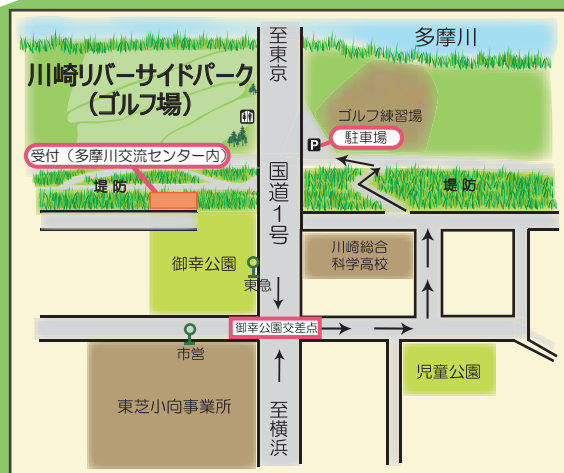 至東京
多摩川
川崎リバーサイドパーク
（ゴルフ場）
ゴルフ練習場
P
駐車場
受付（多摩川交流センター内）
堤防
堤防
国道1号
川崎総合
科学高校
御幸公園
東急
御幸公園交差点
市営
児童公園
東芝小向事業所
至横浜